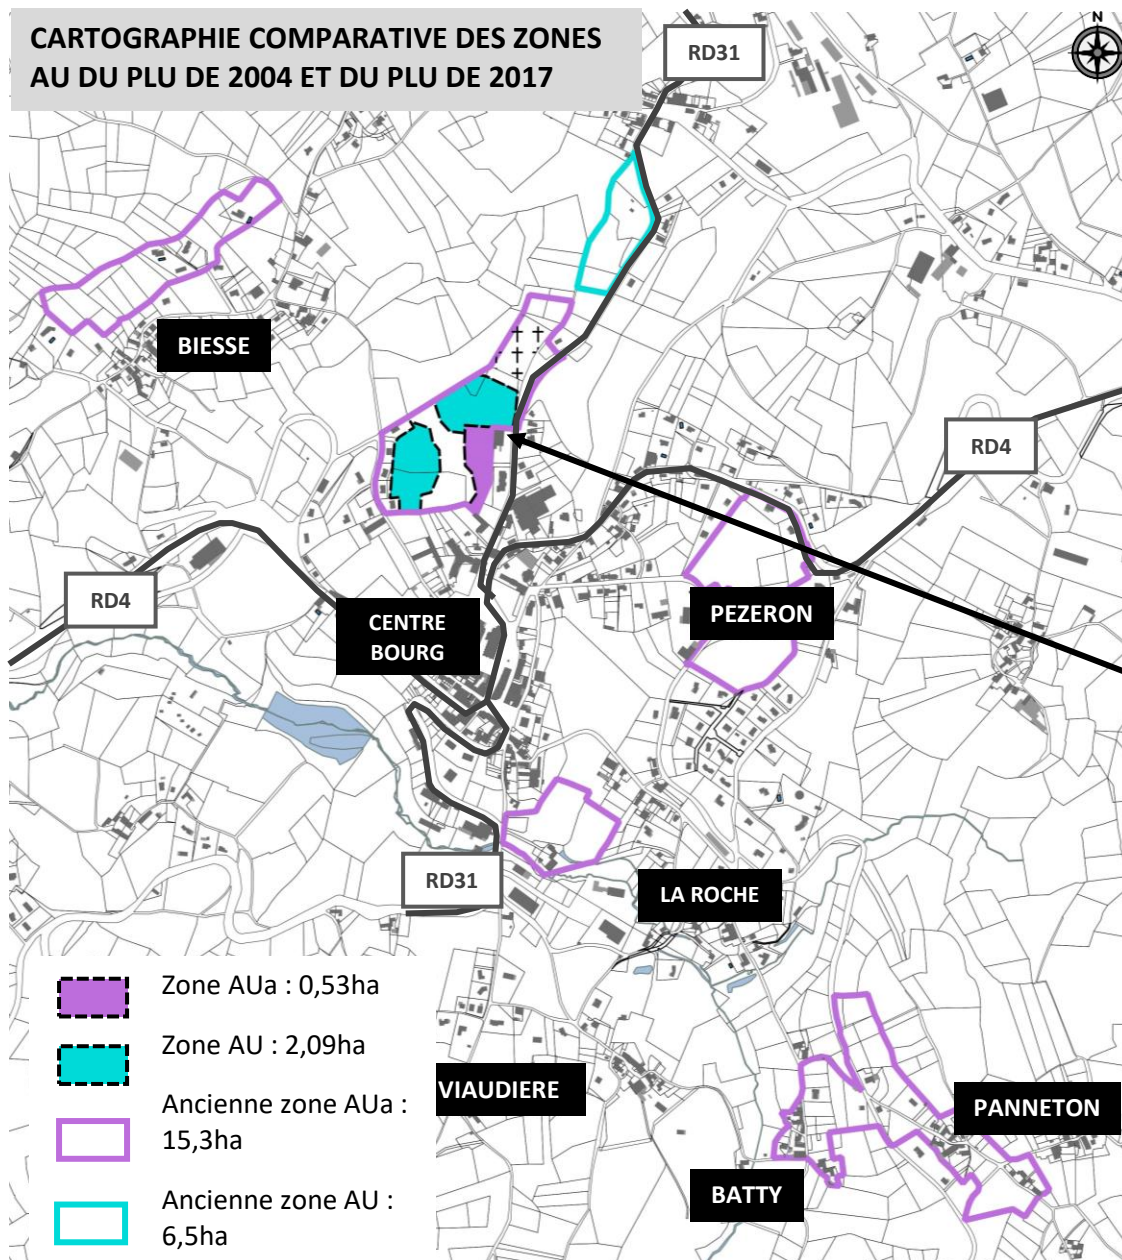 CARTOGRAPHIE COMPARATIVE DES ZONES
AU DU PLU DE 2004 ET DU PLU DE 2017
N
RD31
BIESSE
RD4
RD4
CENTRE
BOURG
PEZERON
RD31
LA ROCHE
VIAUDIERE
PANNETON
BATTY
Zone AUa : 0,53ha
Zone AU : 2,09ha
Ancienne zone AUa :
15,3ha
Ancienne zone AU :
6,5ha